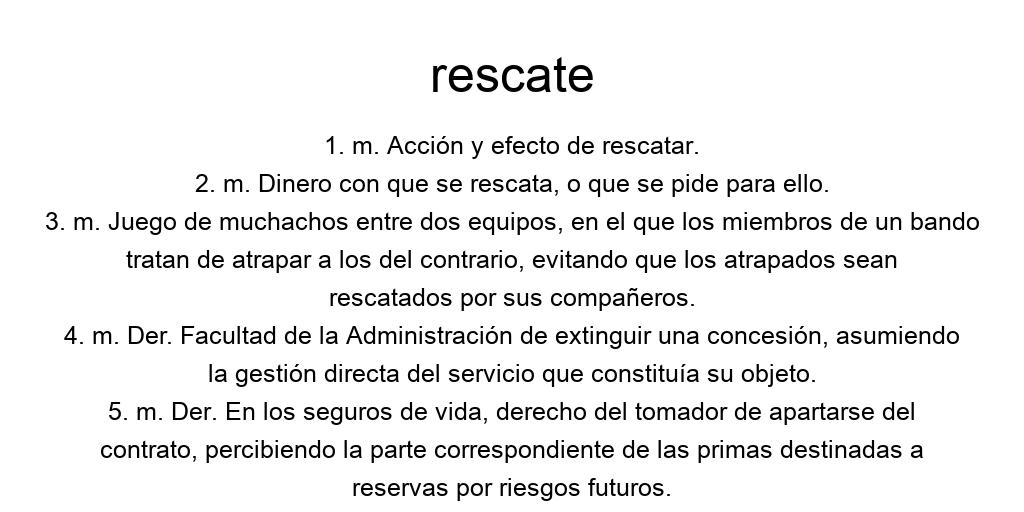 rescate
1. m. Acción y efecto de rescatar.
2. m. Dinero con que se rescata, o que se pide para ello.
3. m. Juego de muchachos entre dos equipos, en el que los miembros de un bando
tratan de atrapar a los del contrario, evitando que los atrapados sean
rescatados por sus compañeros.
4. m. Der. Facultad de la Administración de extinguir una concesión, asumiendo
la gestión directa del servicio que constituía su objeto.
5. m. Der. En los seguros de vida, derecho del tomador de apartarse del
contrato, percibiendo la parte correspondiente de las primas destinadas a
reservas por riesgos futuros.